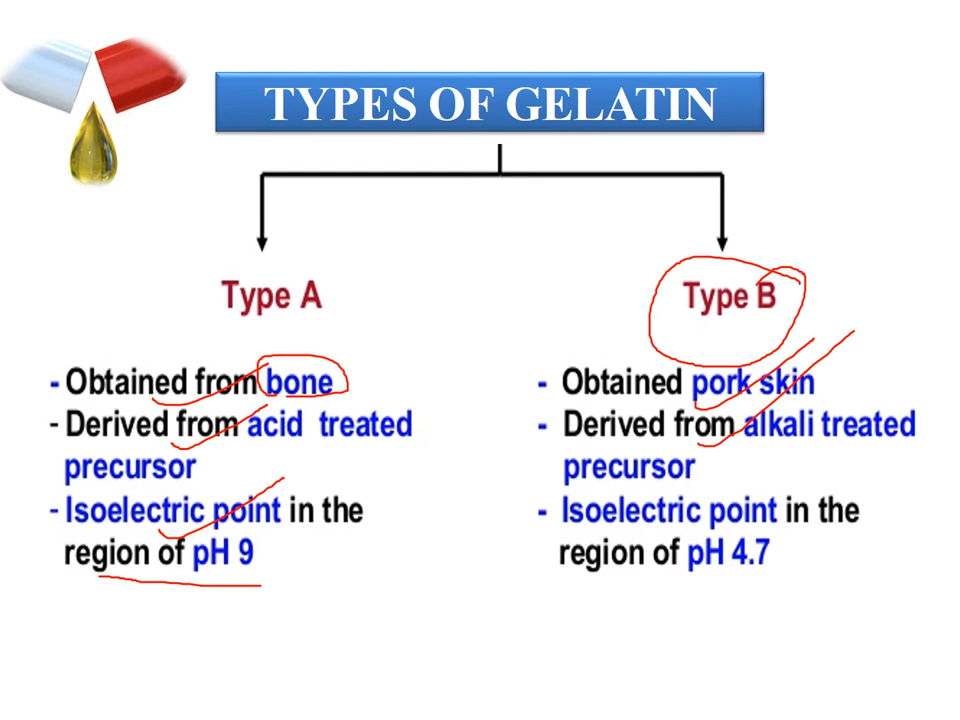 TYPES OF GELATIN
Type A
- Obtained from bone
- Derived from acid treated
precursor
- Isoelectric point in the
region of pH 9
Type B
- Obtained pork skin
- Derived from alkali treated
precursor
- Isoelectric point in the
region of pH 4.7